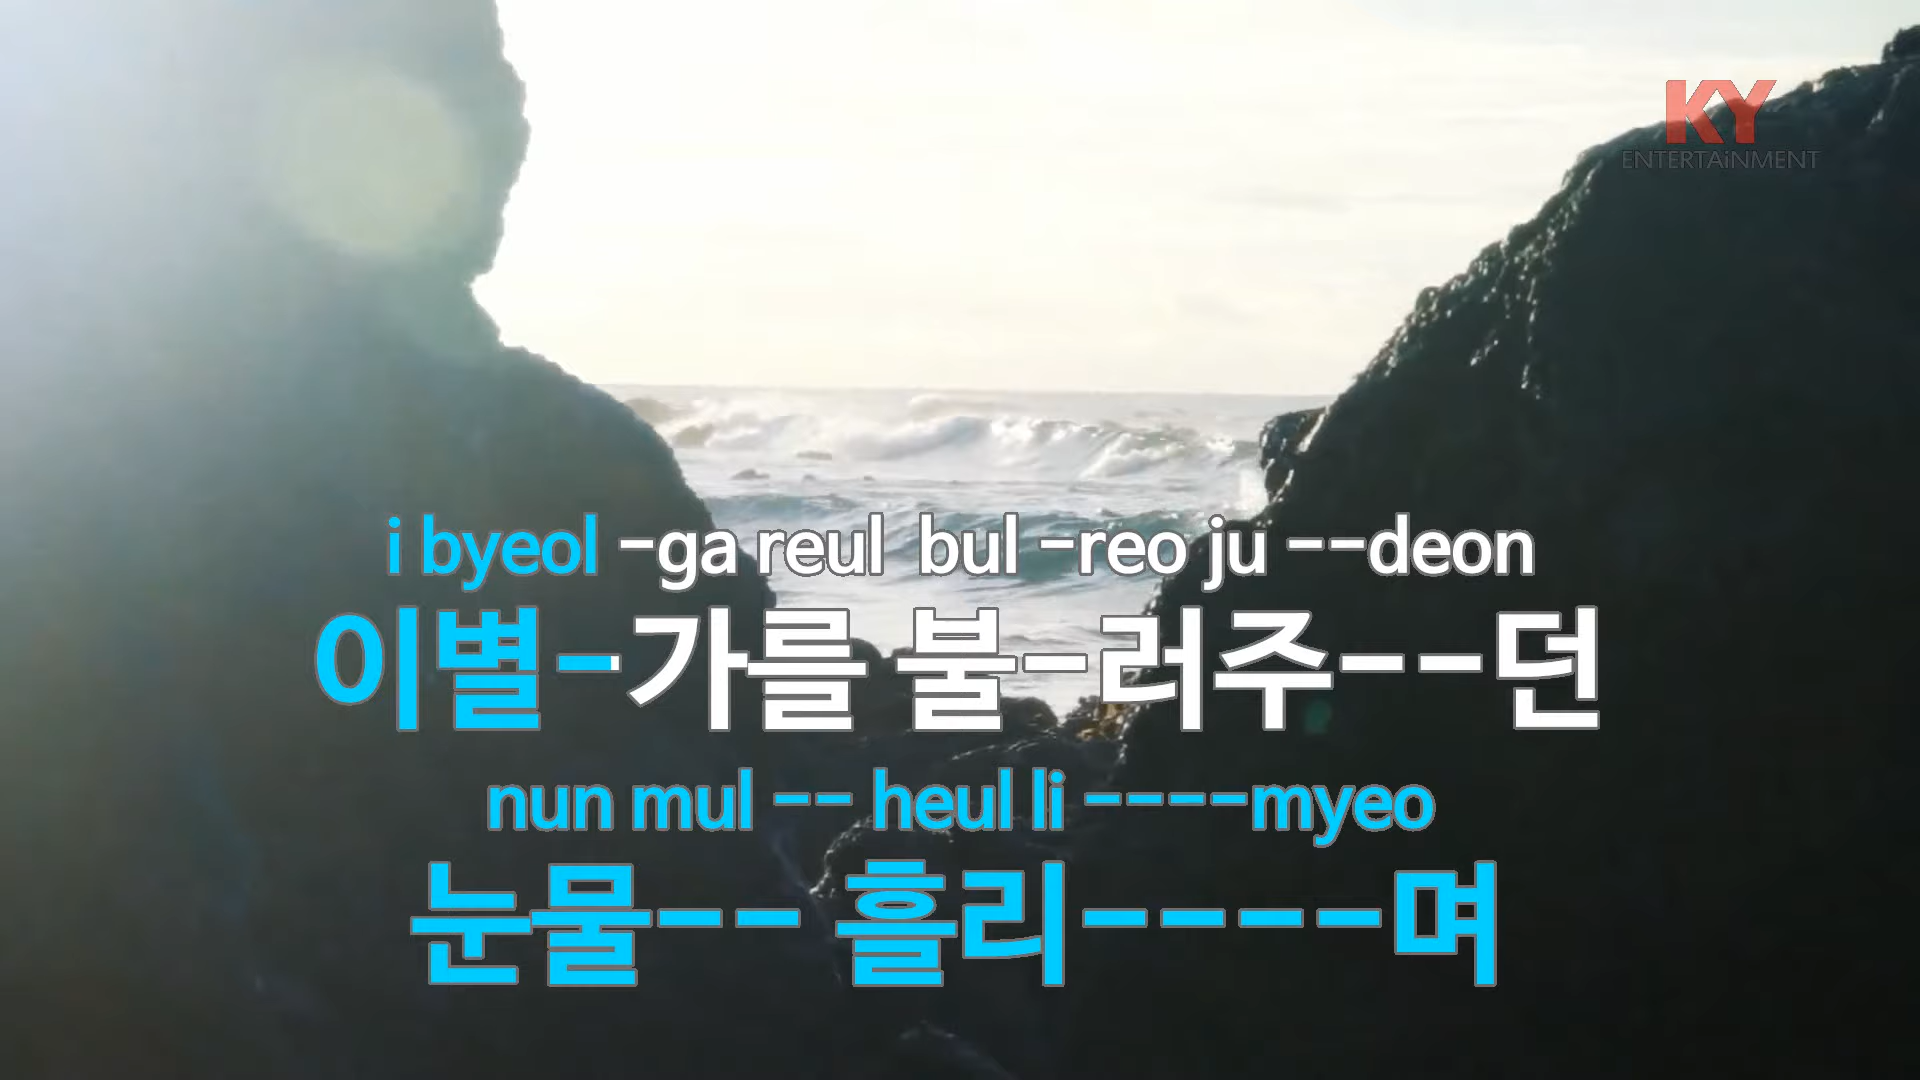 KY
ENTERTAiNMENT
i byeol -ga reul bul -reo ju --deon
이별-가를 불-러주--던
nun mul -- heul li ----myeo
눈물-- 흘리----며